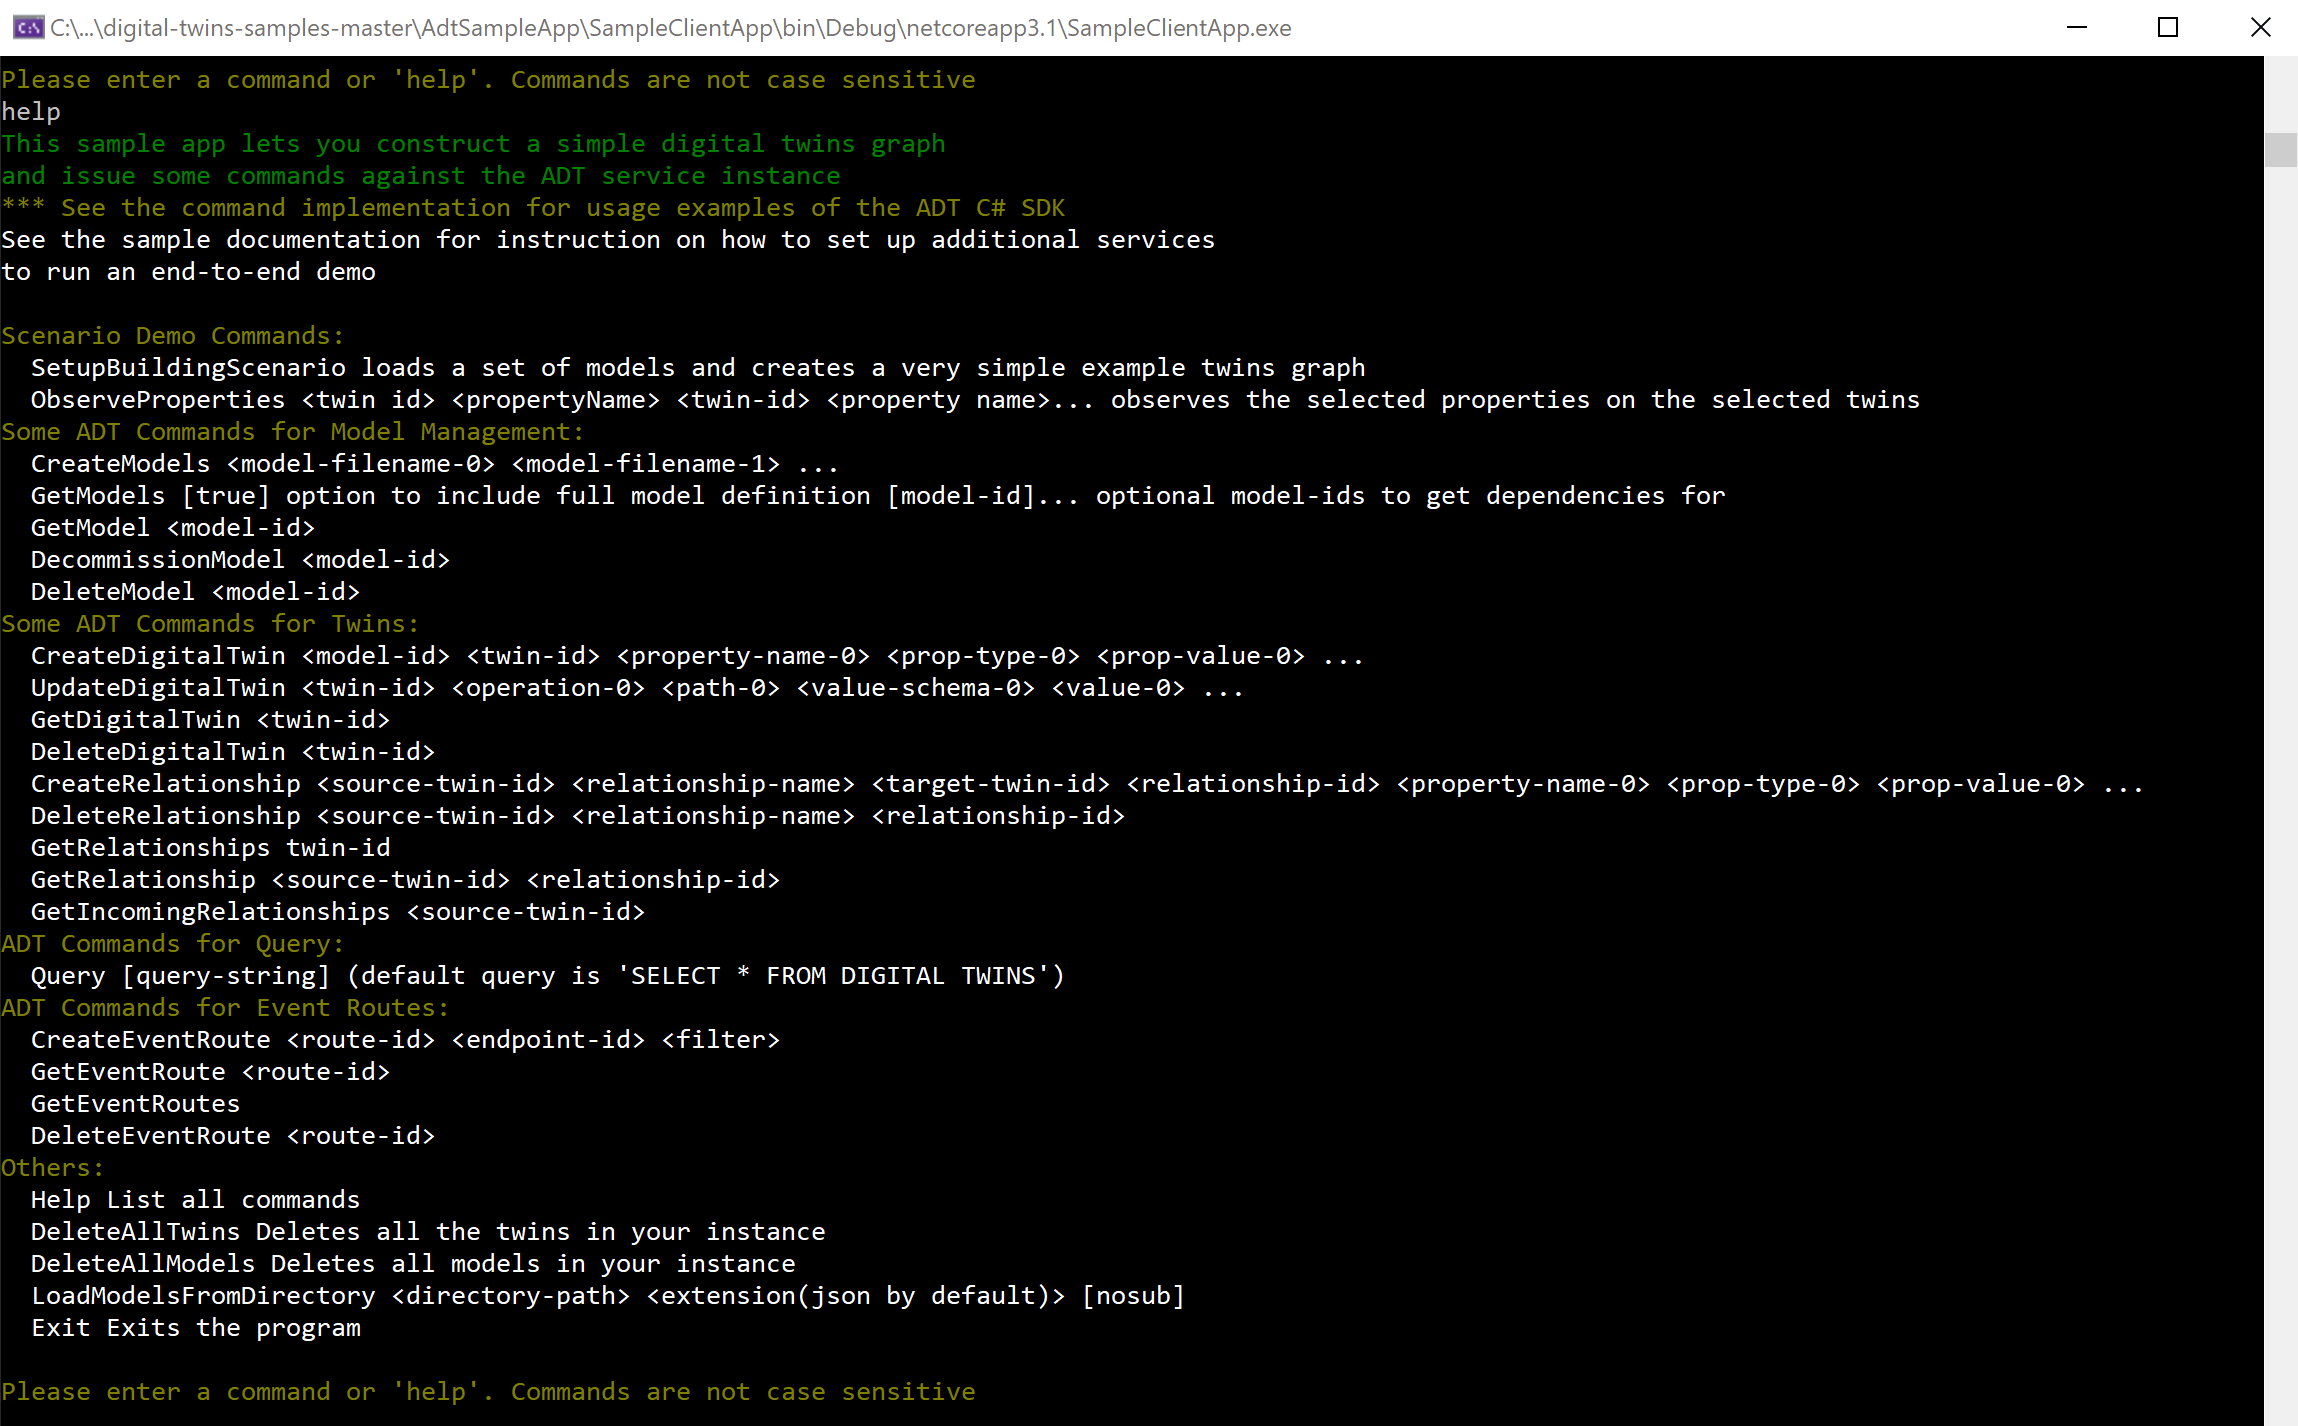 C:\...\digital-twins-samples-master\AdtSampleApp\SampleClientApp\bin\Debug\netcoreapp3.1\SampleClientApp.exe
Please enter a command or 'help'. Commands are not case sensitive
help
This sample app lets you construct a simple digital twins graph
and issue some commands against the ADT service instance
*** See the command implementation for usage examples of the ADT C# SDK
See the sample documentation for instruction on how to set up additional services
to run an end-to-end demo
Scenario Demo Commands:
  SetupBuildingScenario loads a set of models and creates a very simple example twins graph
  ObserveProperties <twin id> <propertyName> <twin-id> <property name>... observes the selected properties on the selected twins
Some ADT Commands for Model Management:
  CreateModels <model-filename-0> <model-filename-1> ...
  GetModels [true] option to include full model definition [model-id]... optional model-ids to get dependencies for
  GetModel <model-id>
  DecommissionModel <model-id>
  DeleteModel <model-id>
Some ADT Commands for Twins:
  CreateDigitalTwin <model-id> <twin-id> <property-name-0> <prop-type-0> <prop-value-0> ...
  UpdateDigitalTwin <twin-id> <operation-0> <path-0> <value-schema-0> <value-0> ...
  GetDigitalTwin <twin-id>
  DeleteDigitalTwin <twin-id>
  CreateRelationship <source-twin-id> <relationship-name> <target-twin-id> <relationship-id> <property-name-0> <prop-type-0> <prop-value-0> ...
  DeleteRelationship <source-twin-id> <relationship-name> <relationship-id>
  GetRelationships twin-id
  GetRelationship <source-twin-id> <relationship-id>
  GetIncomingRelationships <source-twin-id>
ADT Commands for Query:
  Query [query-string] (default query is 'SELECT * FROM DIGITAL TWINS')
ADT Commands for Event Routes:
  CreateEventRoute <route-id> <endpoint-id> <filter>
  GetEventRoute <route-id>
  GetEventRoutes
  DeleteEventRoute <route-id>
Others:
  Help List all commands
  DeleteAllTwins Deletes all the twins in your instance
  DeleteAllModels Deletes all models in your instance
  LoadModelsFromDirectory <directory-path> <extension(json by default)> [nosub]
  Exit Exits the program
Please enter a command or 'help'. Commands are not case sensitive